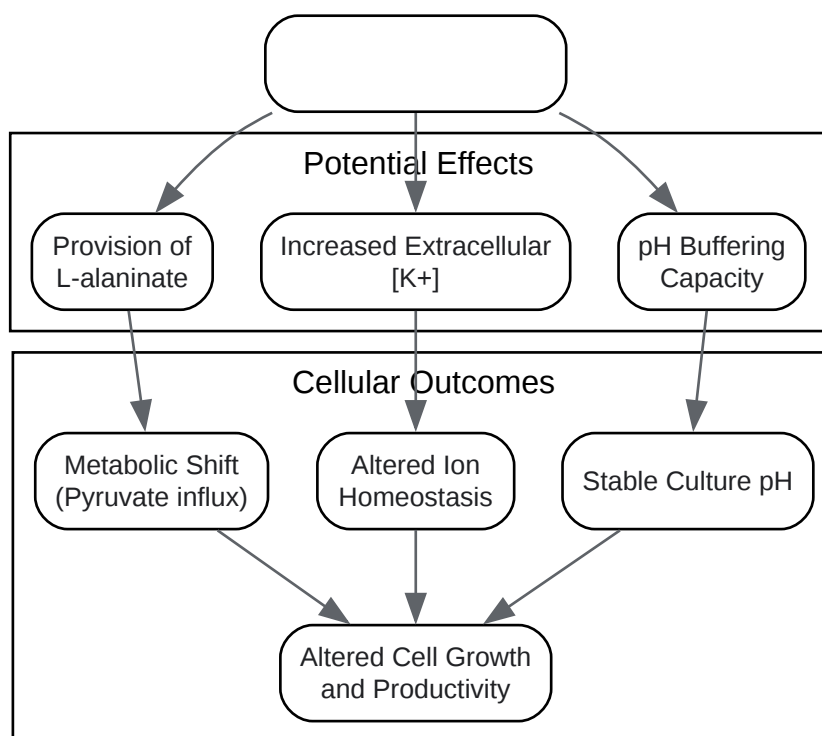 Potential Effects
Provision of
L-alaninate
Increased Extracellular
[K+]
pH Buffering
Capacity
Cellular Outcomes
Metabolic Shift
(Pyruvate influx)
Altered Ion
Homeostasis
Stable Culture pH
Altered Cell Growth
and Productivity